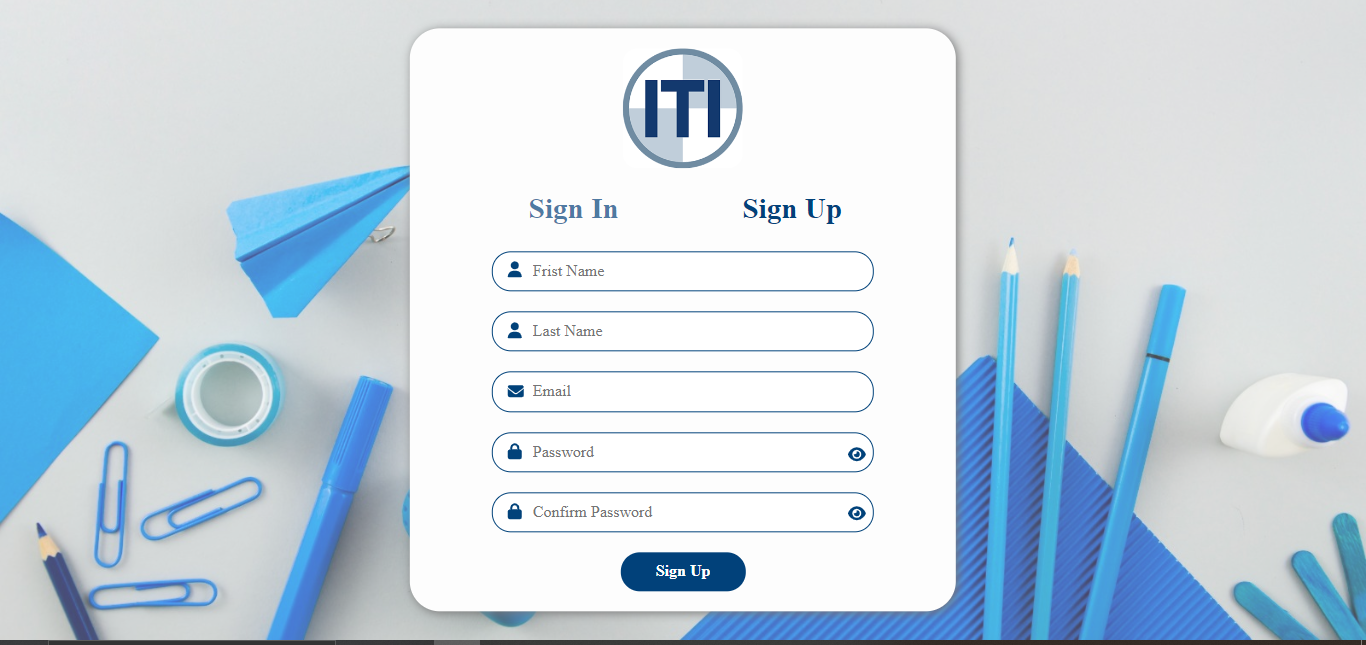 ITI
Sign In Sign Up
Frist Name
Last Name
Email
Password
Confirm Password
Sign Up